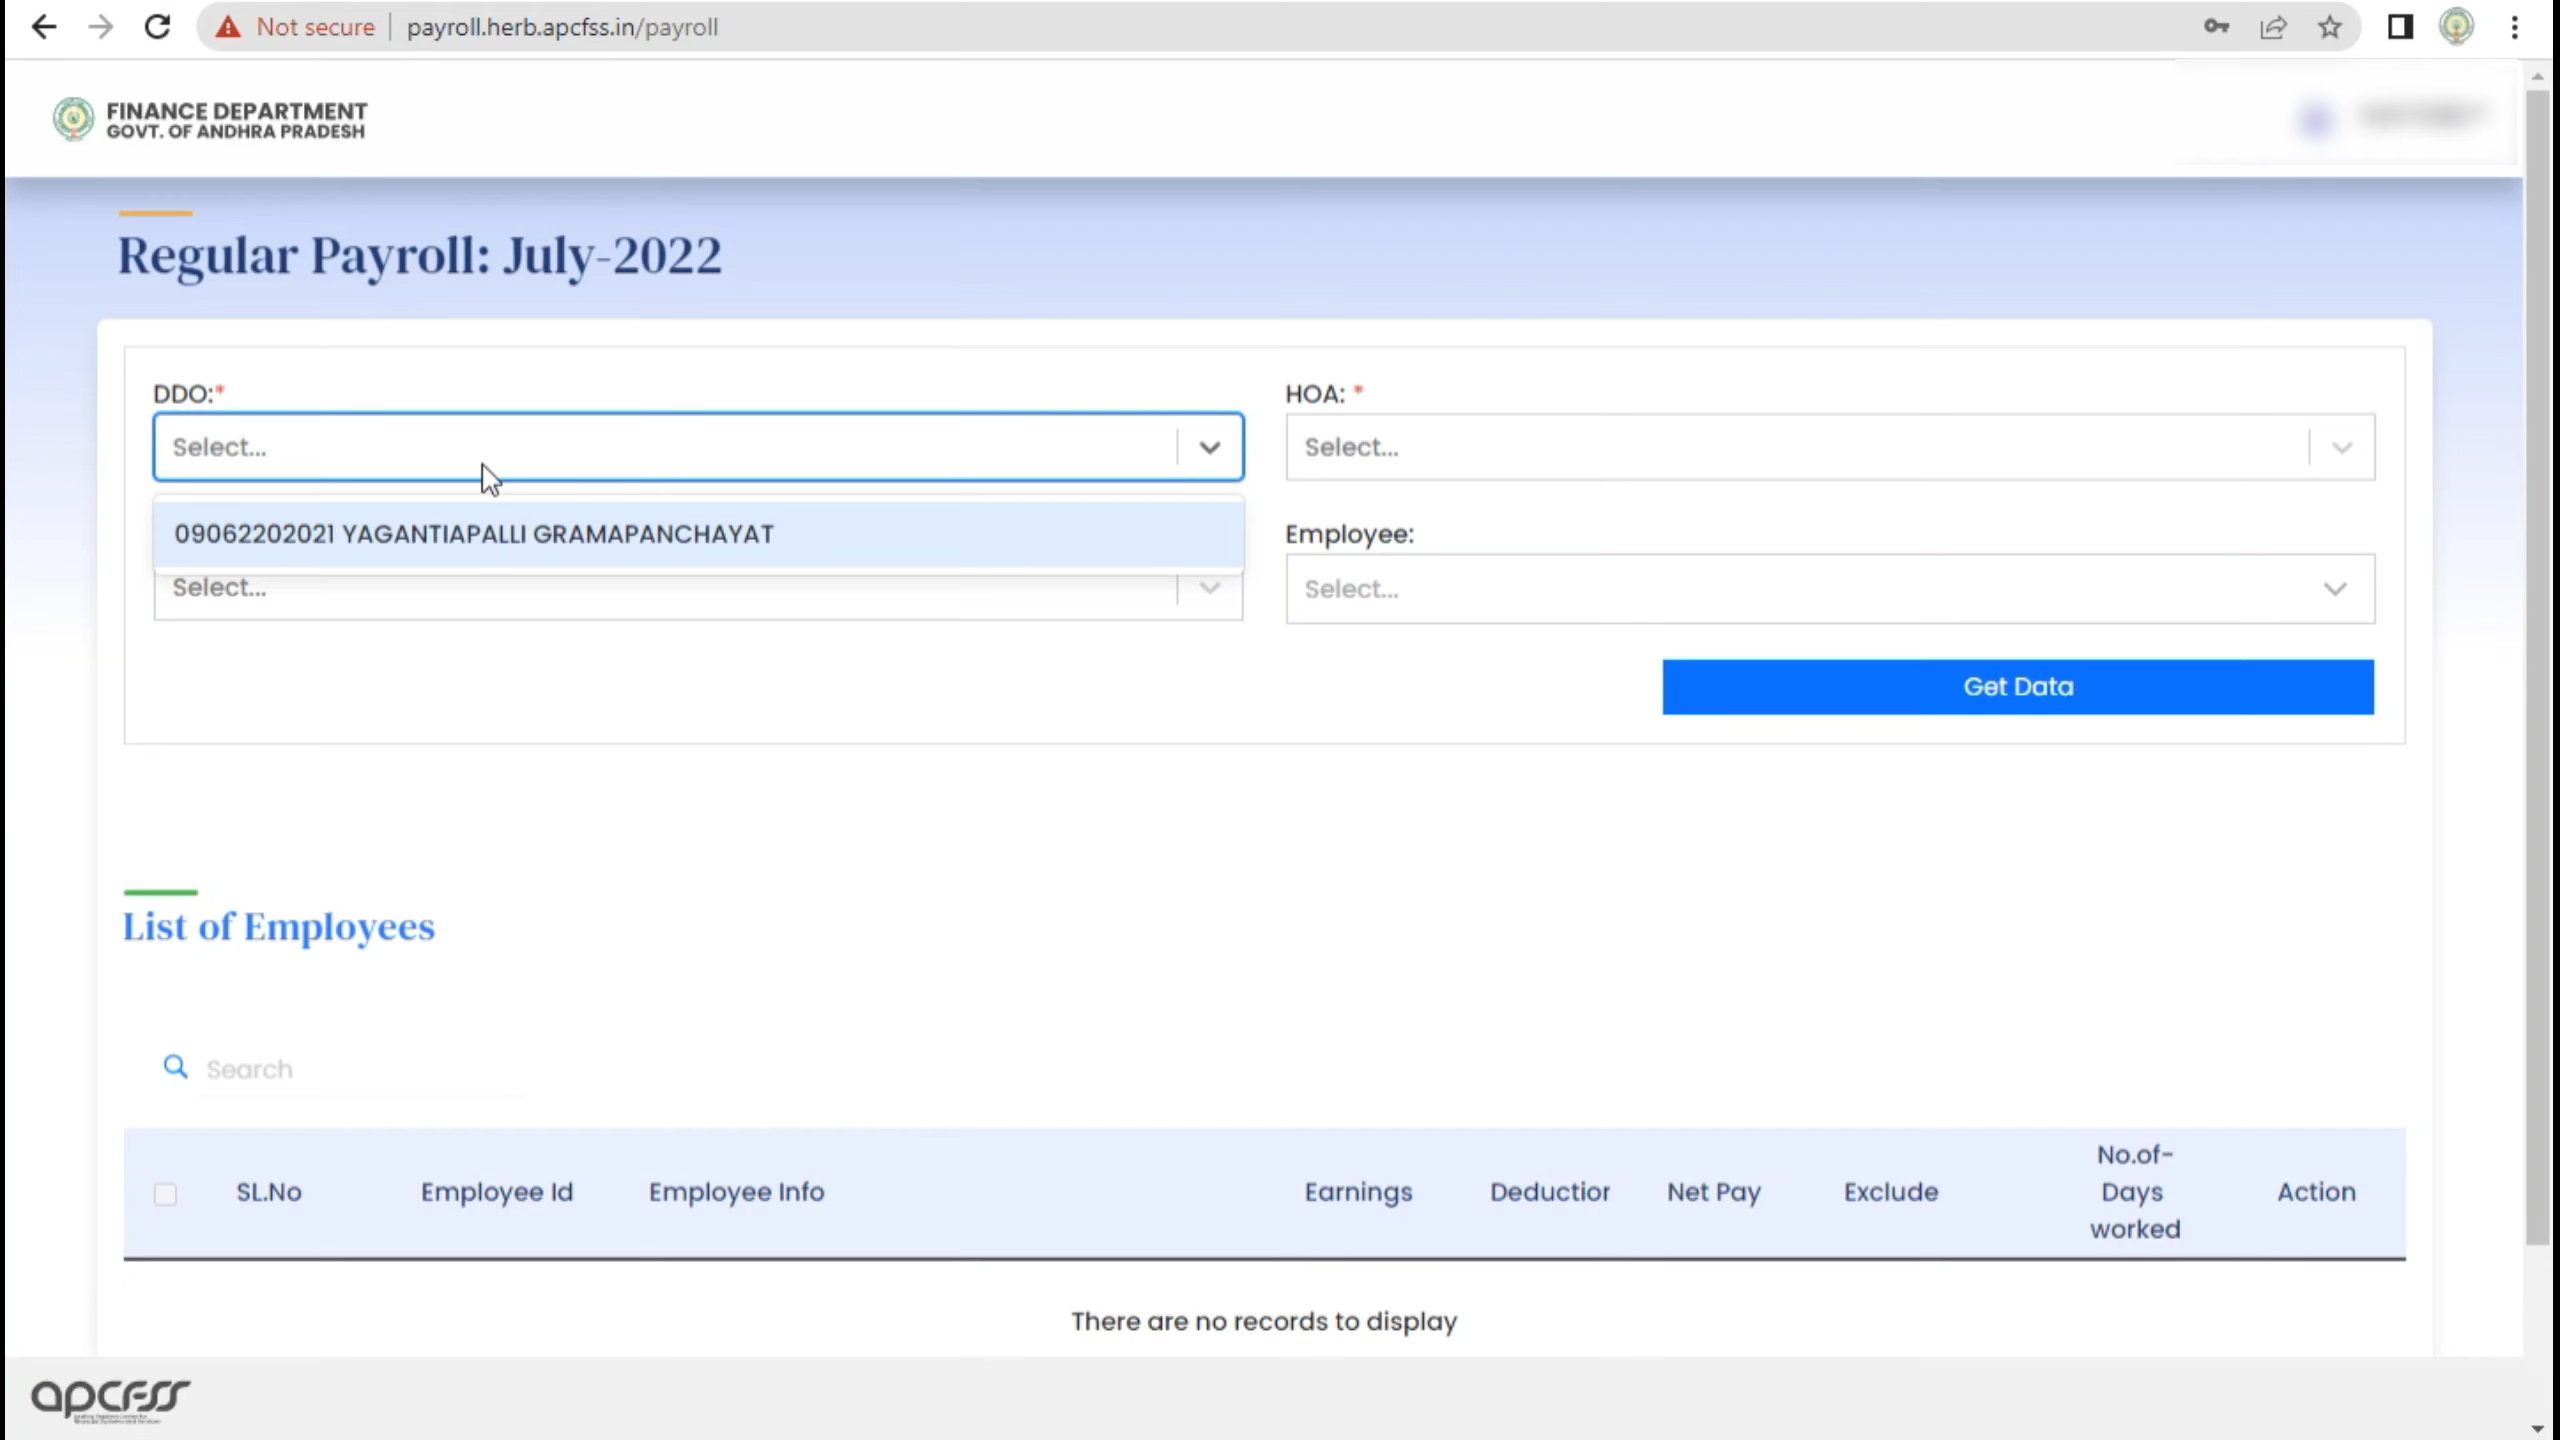 Not secure payroll.herb.apcfss.in/payroll
FINANCE DEPARTMENT
GOVT. OF ANDHRA PRADESH
Regular Payroll: July-2022
DDO:*
HOA: *
Select...
Select...
09062202021 YAGANTIAPALLI GRAMAPANCHAYAT
Employee:
Select...
Select...
Get Data
List of Employees
Search
SL.No Employee Id Employee Info Earnings Deductior Net Pay Exclude No.of-
Days
worked
Action
There are no records to display
apcfss